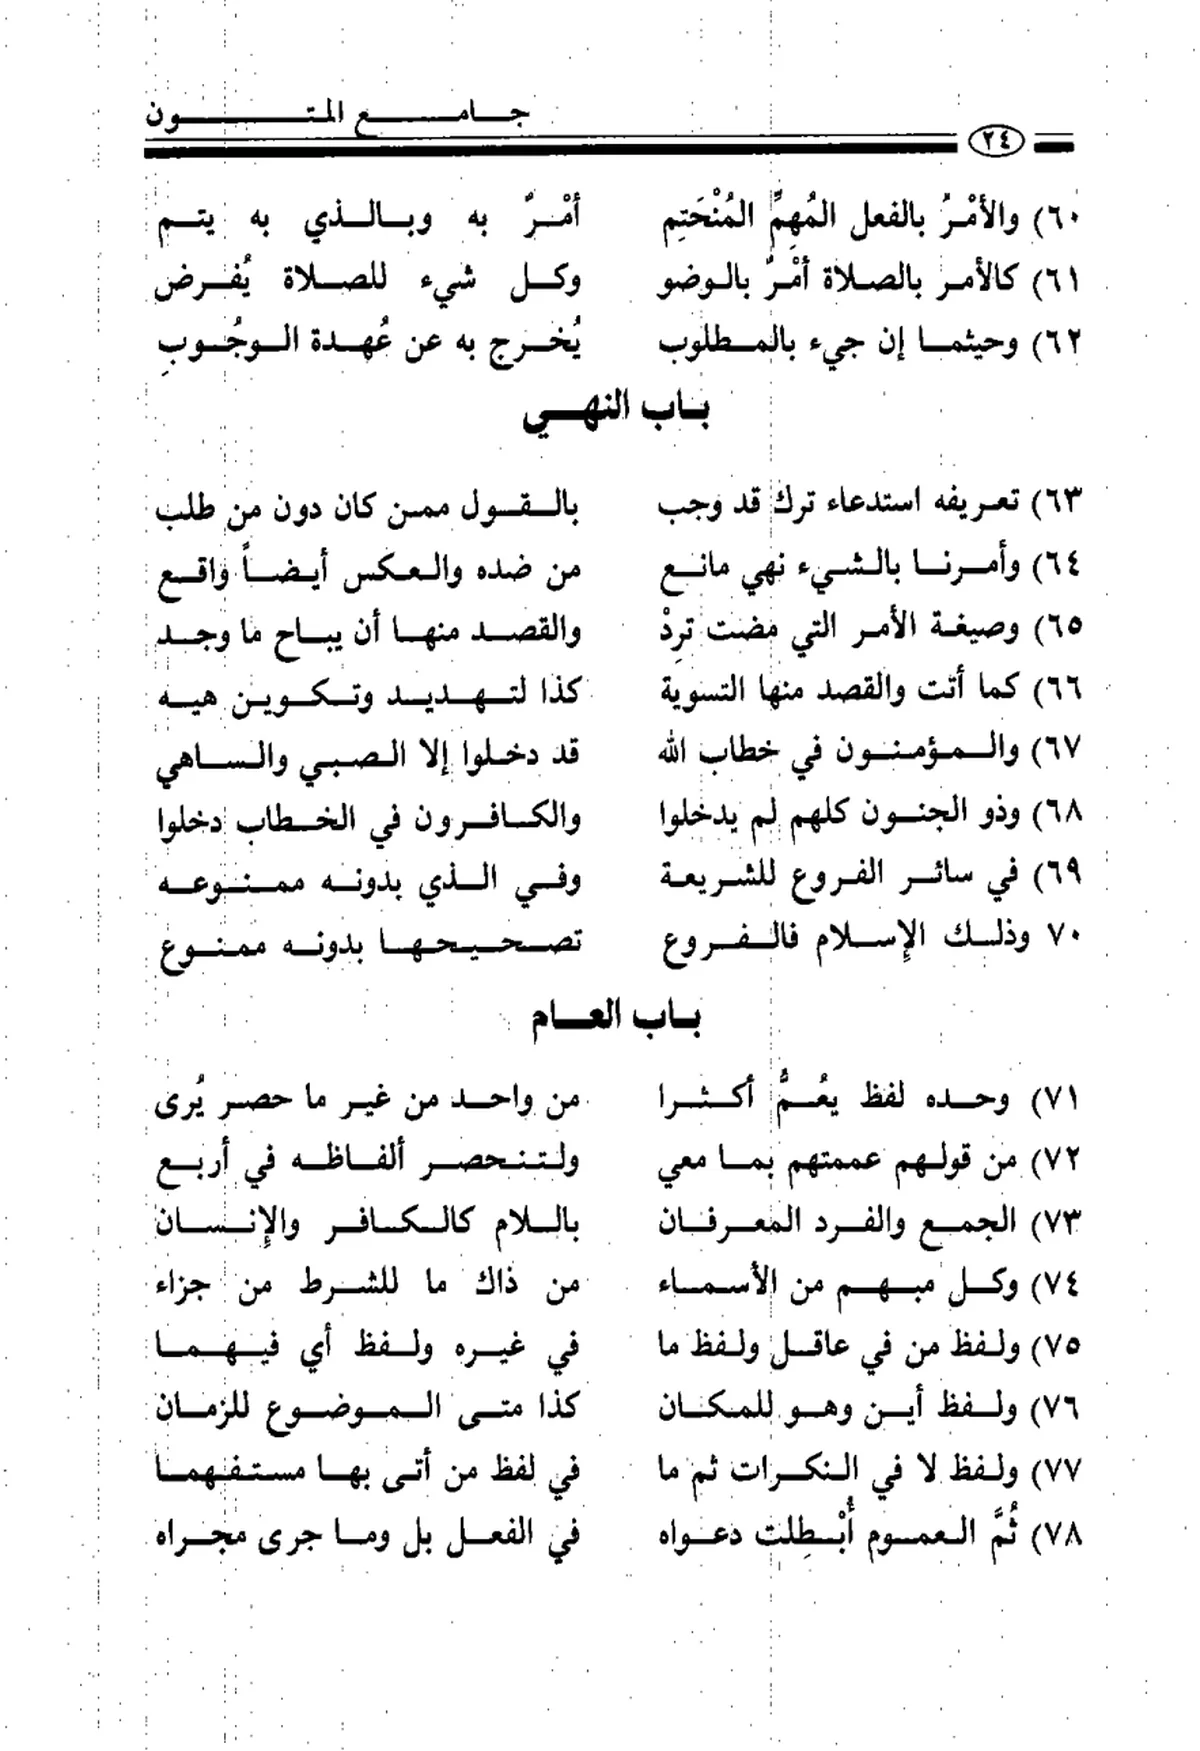 جامع المتون
٢٤
٦٠) والأمْرُ بالفعل المُهِمِّ المُنْحَتِم أمْرٌ به وبالذي به يتم
٦١) كالأمر بالصلاة أمْرٌ بالوضو وكل شيء للصلاة يُفرض
٦٢) وحيثما إن جيء بالمطلوب يُخرج به عن عُهدة الوجُوبِ
باب النهي
٦٣) تعريفه استدعاء ترك قد وجب بالقول ممن كان دون من طلب
٦٤) وأمرنا بالشيء نهي مانع من ضده والعكس أيضاً واقع
٦٥) وصيغة الأمر التي مضت ترِدْ والقصد منها أن يباح ما وجد
٦٦) كما أتت والقصد منها التسوية كذا لتهديد وتكوين هيه
٦٧) والمؤمنون في خطاب الله قد دخلوا إلا الصبي والساهي
٦٨) وذو الجنون كلهم لم يدخلوا والكافرون في الخطاب دخلوا
٦٩) في سائر الفروع للشريعة وفي الذي بدونه ممنوعه
٧٠ وذلك الإسلام فالفروع تصحيحها بدونه ممنوع
باب العام
٧١) وحده لفظ يعُمُّ أكثرا من واحد من غير ما حصر يُرى
٧٢) من قولهم عممتهم بما معي ولتنحصر ألفاظه في أربع
٧٣) الجمع والفرد المعرفان باللام كالكافر والإنسان
٧٤) وكل مبهم من الأسماء من ذاك ما للشرط من جزاء
٧٥) ولفظ من في عاقل ولفظ ما في غيره ولفظ أي فيهما
٧٦) ولفظ أين وهو للمكان كذا متى الموضوع للزمان
٧٧) ولفظ لا في النكرات ثم ما في لفظ من أتى بها مستفهما
٧٨) ثُمَّ العموم أُبْطِلت دعواه في الفعل بل وما جرى مجراه